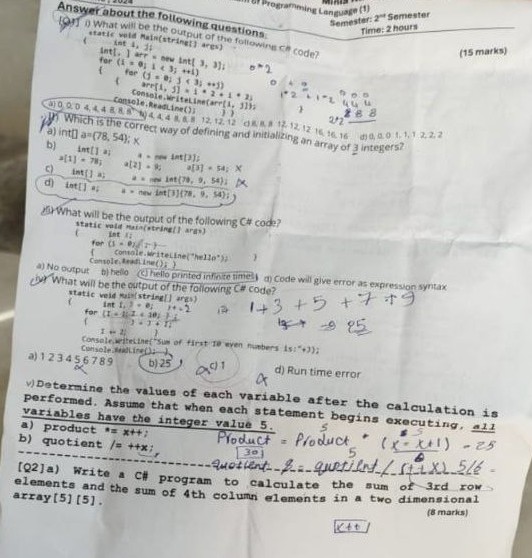 of Programming Language (1)
Semester: 2nd Semester
Time: 2 hours
Answer about the following questions:
(15 marks)
[Q1] i) What will be the output of the following C# code?
static void Main(string[] args)
{ int i, j;
int[, ] arr = new int[ 3, 3];
for (i = 0; i < 3; ++i)
{ for (j = 0; j < 3; ++j)
{ arr[i, j] = i * 2 + i * 2;
Console.WriteLine(arr[i, j]);
Console.ReadLine(); } }
a) 0, 0, 0 4, 4, 4 8, 8, 8 b) 4, 4, 4 8, 8, 8 12, 12, 12 c) 8, 8, 8 12, 12, 12 16, 16, 16 d) 0, 0, 0 1, 1, 1 2, 2, 2
Which is the correct way of defining and initializing an array of 3 integers?
a) int[] a={78, 54}; x
b) int[] a; a = new int[3];
a[1] = 78; a[2] = 9; a[3] = 54; X
c) int[] a; a = new int{78, 9, 54};
d) int[] a; a = new int[3]{78, 9, 54};
What will be the output of the following C# code?
static void Main(string[] args)
{ int i;
for (i = 0; ; )
{ Console.WriteLine("hello"); }
Console.ReadLine(); }
a) No output b) hello c) hello printed infinite times d) Code will give error as expression syntax
What will be the output of the following C# code?
static void Main(string[] args)
1+3+5+7+9
25
Console.WriteLine("Sum of first 10 even numbers is:"+J);
Console.ReadLine(); }
a) 1 2 3 4 5 6 7 8 9 b) 25 c) 1 d) Run time error
v) Determine the values of each variable after the calculation is
performed. Assume that when each statement begins executing, all
variables have the integer value 5.
a) product *= x++; Product = Product * (x = x+1) = 25
30
b) quotient /= ++x;
[Q2]a) Write a C# program to calculate the sum of 3rd row
elements and the sum of 4th column elements in a two dimensional
array[5][5].
(8 marks)